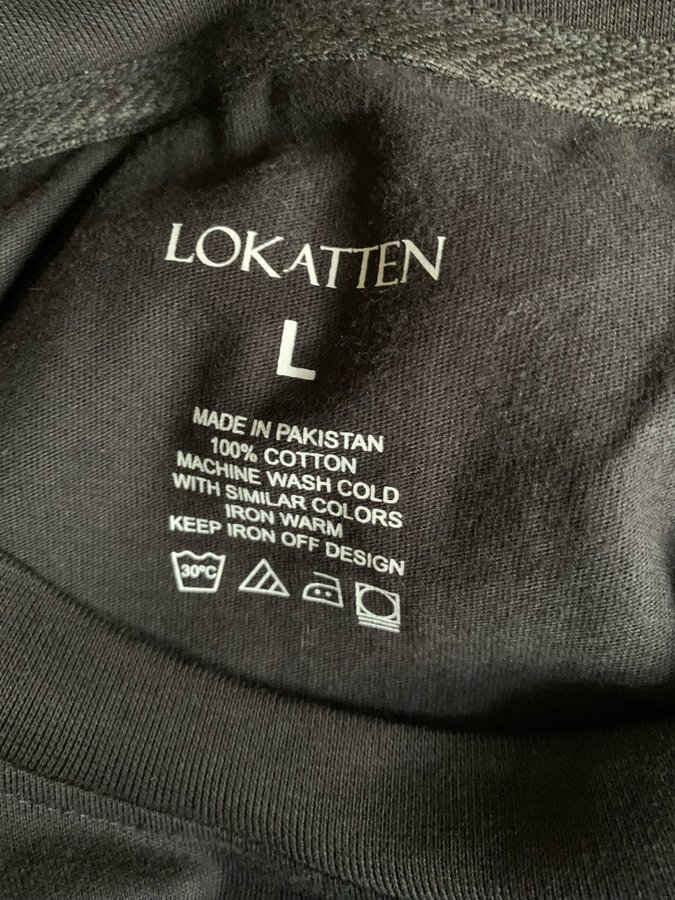 LOKATTEN
L
MADE IN PAKISTAN
100% COTTON
MACHINE WASH COLD
WITH SIMILAR COLORS
IRON WARM
KEEP IRON OFF DESIGN
30°C